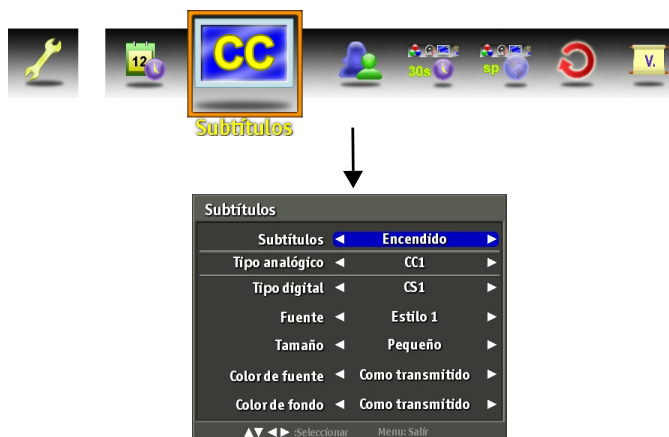 12
CC
30s
sp
V.
Subtítulos
Subtítulos
Subtítulos Encendido
Tipo analógico CC1
Tipo digital CS1
Fuente Estilo 1
Tamaño Pequeño
Color de fuente Como transmitido
Color de fondo Como transmitido
:Seleccionar Menu: Salír